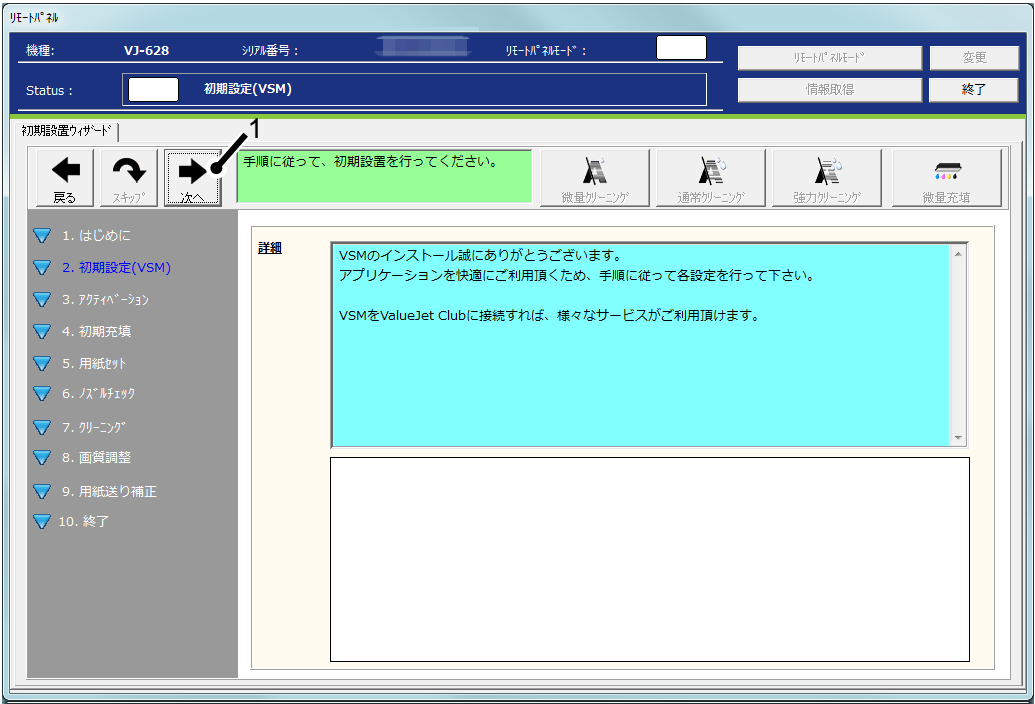 ﾘﾓｰﾄﾊﾟﾈﾙ
機種: VJ-628 ｼﾘｱﾙ番号 : ﾘﾓｰﾄﾊﾟﾈﾙﾓｰﾄﾞ :
ﾘﾓｰﾄﾊﾟﾈﾙﾓｰﾄﾞ 変更
Status : 初期設定(VSM)
情報取得 終了
初期設置ｳｨｻﾞｰﾄﾞ
1
戻る ｽｷｯﾌﾟ 次へ
手順に従って、初期設置を行ってください。
微量ｸﾘｰﾆﾝｸﾞ 通常ｸﾘｰﾆﾝｸﾞ 強力ｸﾘｰﾆﾝｸﾞ 微量充填
1. はじめに
2. 初期設定(VSM)
3. ｱｸﾃｨﾍﾞｰｼｮﾝ
4. 初期充填
5. 用紙ｾｯﾄ
6. ﾉｽﾞﾙﾁｪｯｸ
7. ｸﾘｰﾆﾝｸﾞ
8. 画質調整
9. 用紙送り補正
10. 終了
詳細
VSMのインストール誠にありがとうございます。
アプリケーションを快適にご利用頂くため、手順に従って各設定を行って下さい。
VSMをValueJet Clubに接続すれば、様々なサービスがご利用頂けます。